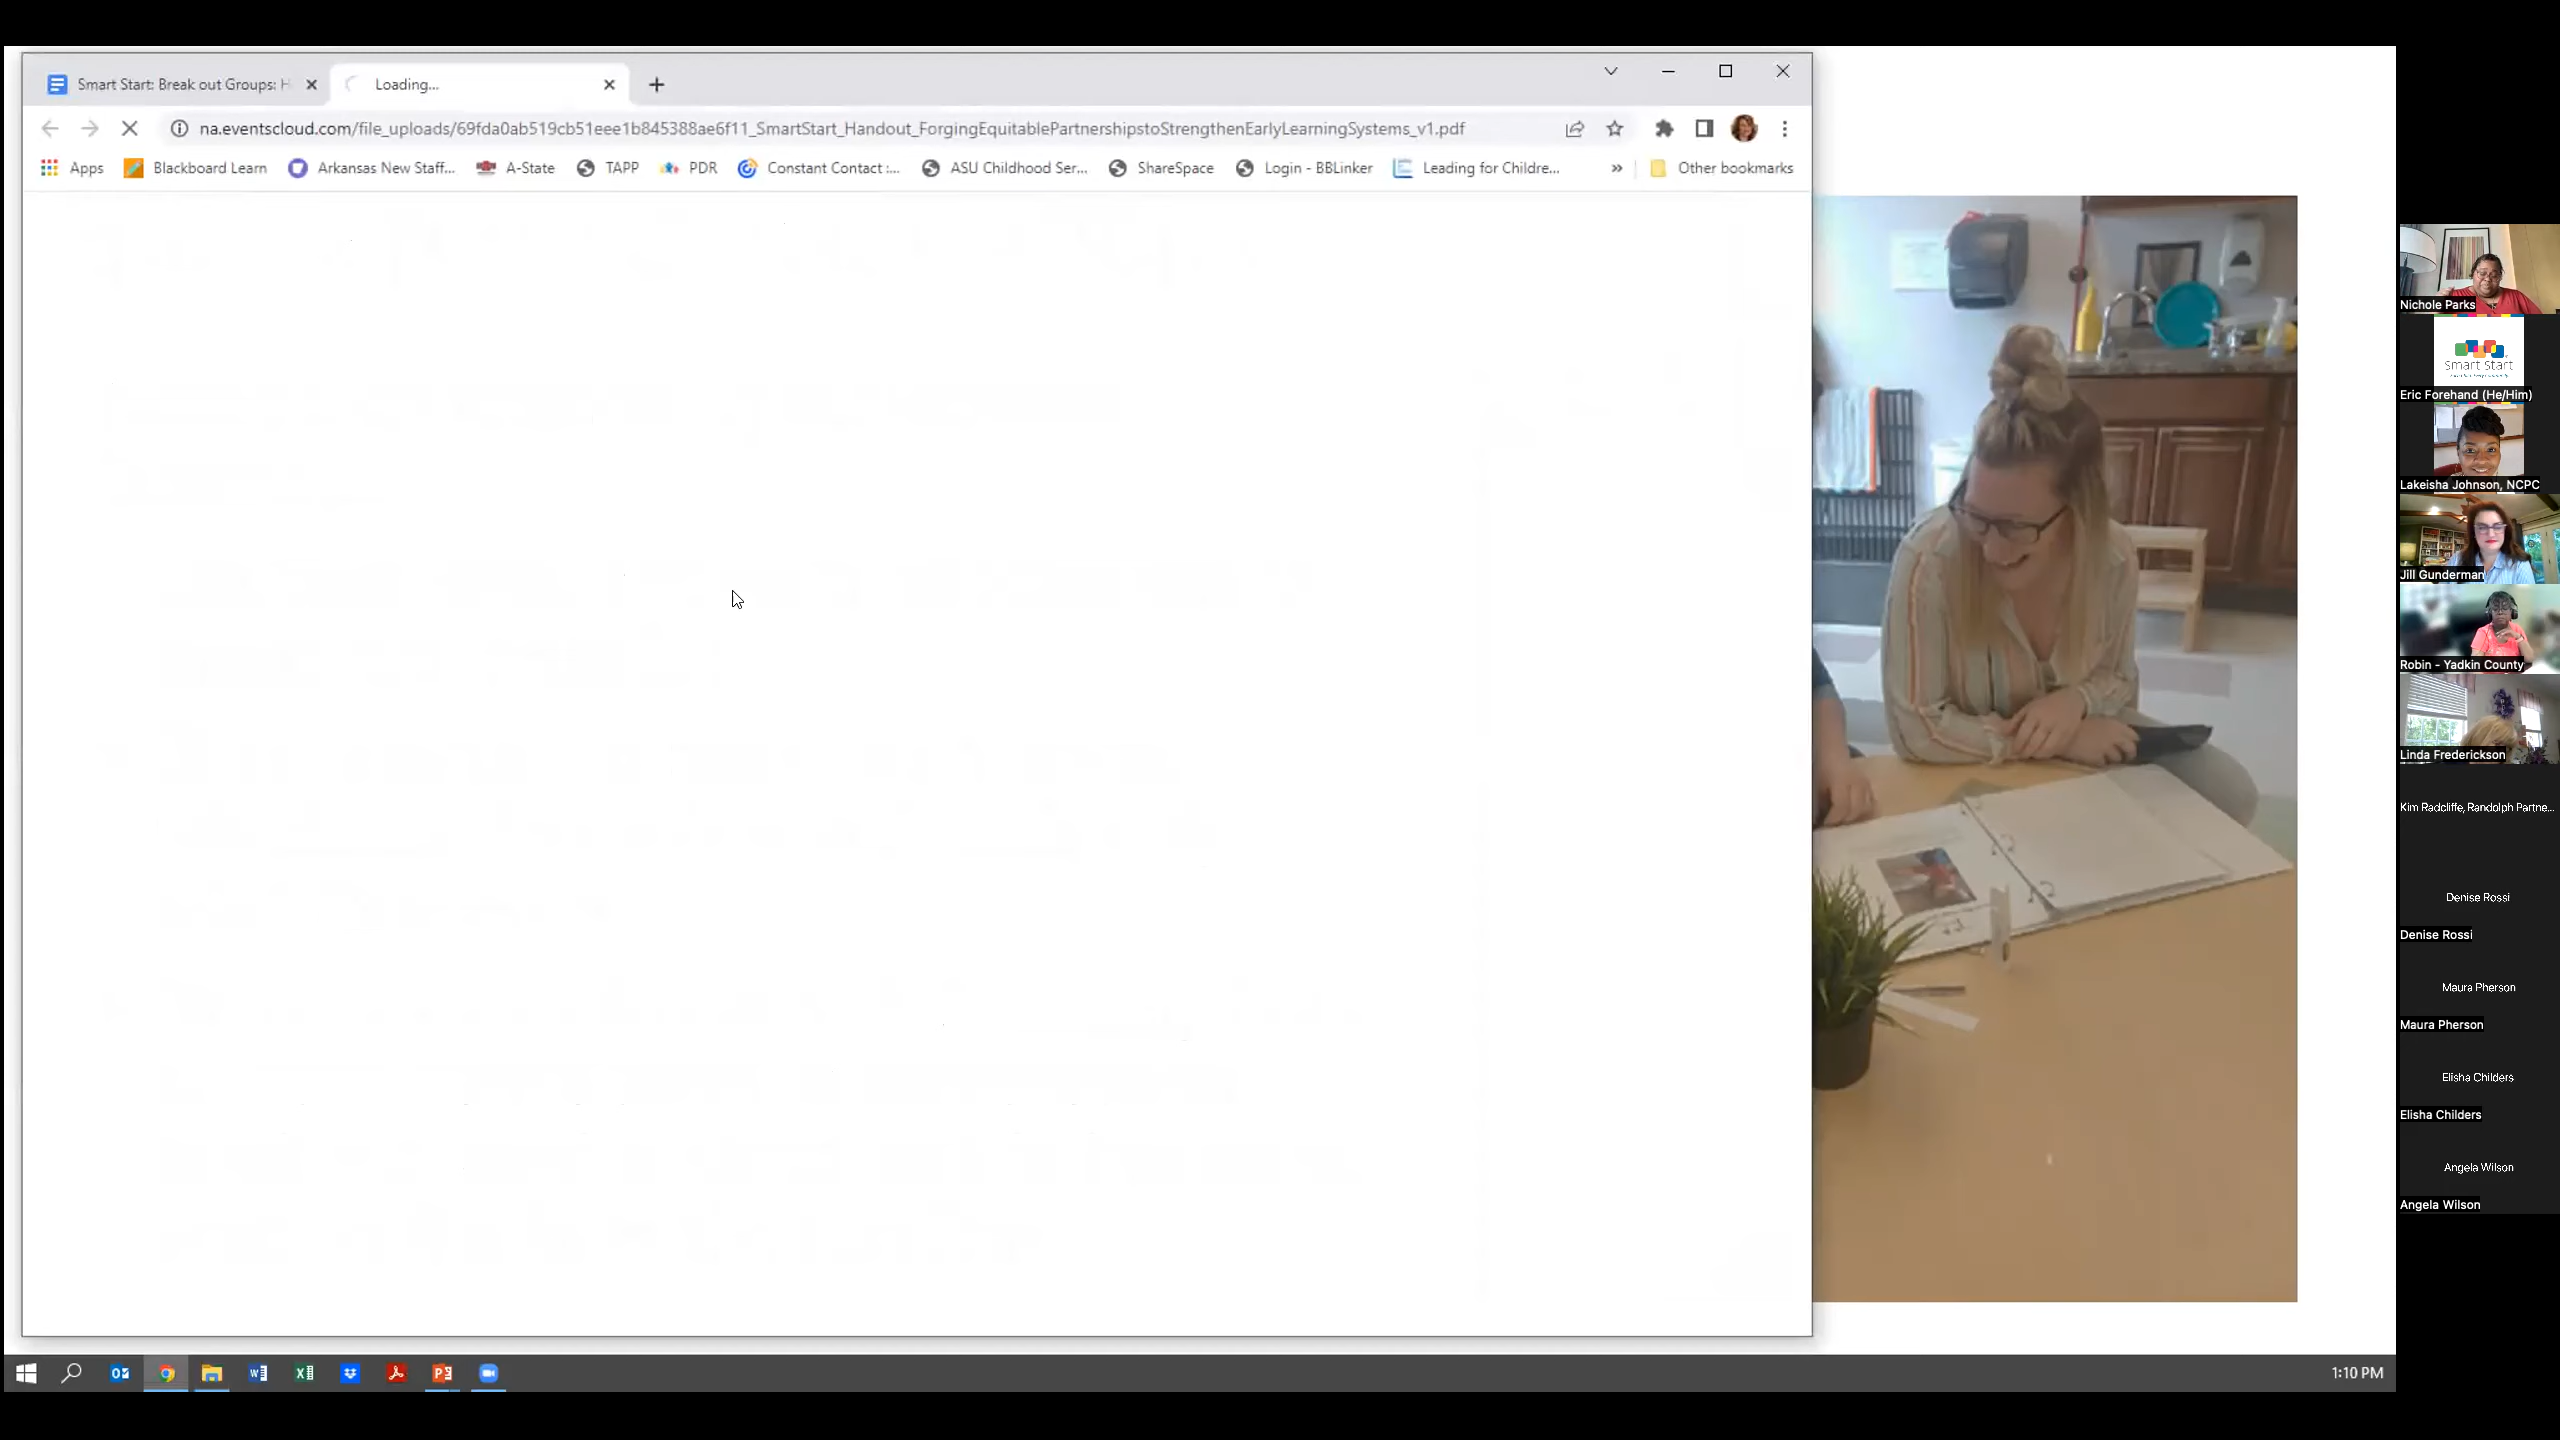 Smart Start: Break out Groups: H
Loading...
na.eventscloud.com/file_uploads/69fda0ab519cb51eee1b845388ae6f11_SmartStart_Handout_ForgingEquitablePartnershipstoStrengthenEarlyLearningSystems_v1.pdf
Apps
Blackboard Learn
Arkansas New Staff...
A-State
TAPP
PDR
Constant Contact :...
ASU Childhood Ser...
ShareSpace
Login - BBLinker
Leading for Childre...
»
Other bookmarks
Nichole Parks
Smart Start
Eric Forehand (He/Him)
Lakeisha Johnson, NCPC
Jill Gunderman
Robin - Yadkin County
Linda Frederickson
Kim Radcliffe, Randolph Partne...
Denise Rossi
Denise Rossi
Maura Pherson
Maura Pherson
Elisha Childers
Elisha Childers
Angela Wilson
Angela Wilson
1:10 PM